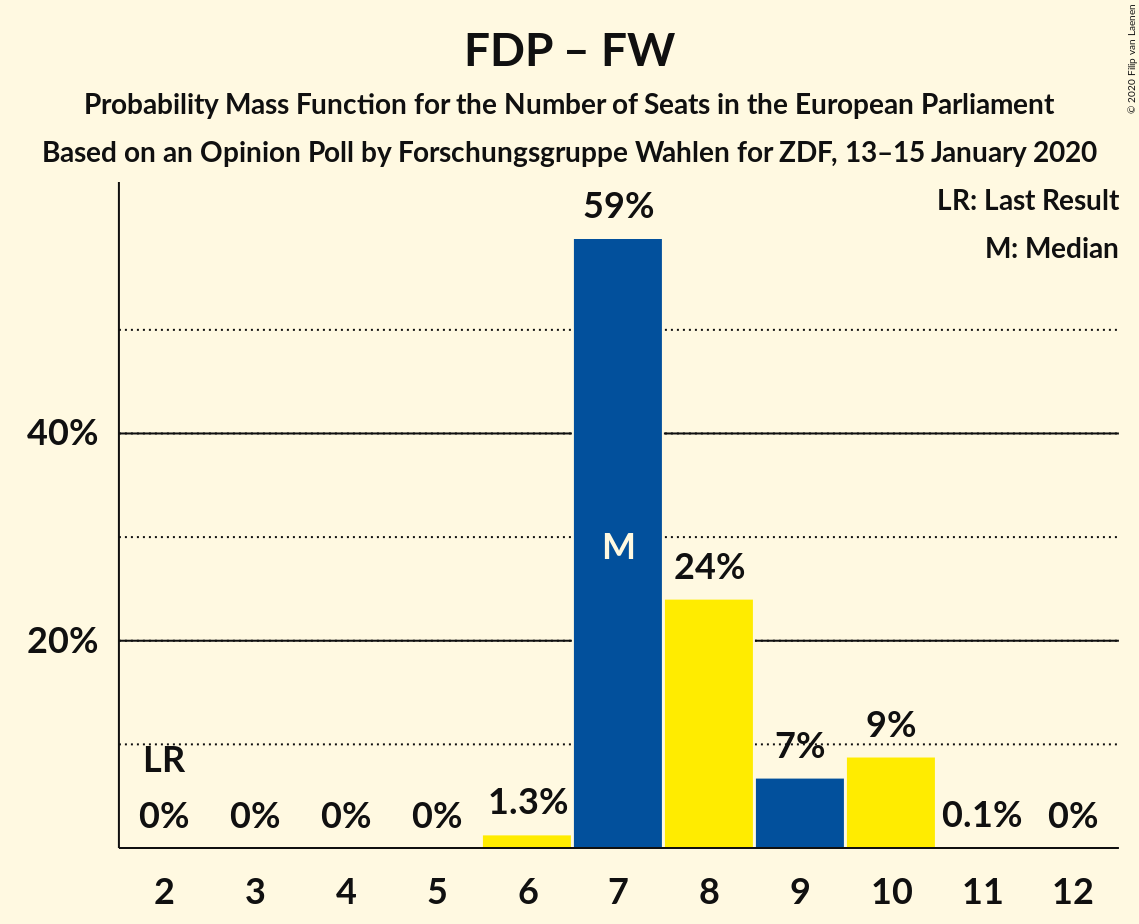 FDP – FW
Probability Mass Function for the Number of Seats in the European Parliament
Based on an Opinion Poll by Forschungsgruppe Wahlen for ZDF, 13–15 January 2020
© 2020 Filip van Laenen
LR: Last Result
M: Median
59%
40%
M
24%
20%
9%
7%
LR
1.3%
0% 0% 0% 0% 0.1% 0%
2 3 4 5 6 7 8 9 10 11 12